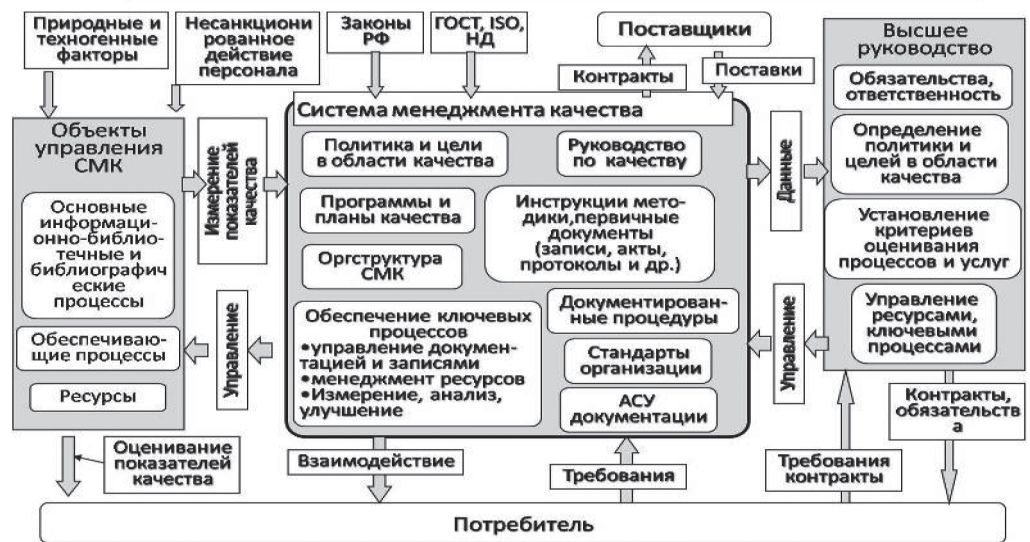 Природные и
техногенные
факторы
Несанкциони
рованное
действие
персонала
Законы
РФ
ГОСТ, ISO,
НД
Поставщики
Контракты
Поставки
Высшее
руководство
Обязательства,
ответственность
Определение
политики и
целей в области
качества
Установление
критериев
оценивания
процессов и услуг
Управление
ресурсами,
ключевыми
процессами
Объекты
управления
СМК
Основные
информаци-
онно-библио-
течные и
библиографич
еские
процессы
Обеспечиваю-
щие процессы
Ресурсы
Измерение
показателей
качества
Управление
Система менеджмента качества
Политика и цели
в области качества
Руководство
по качеству
Программы и
планы качества
Инструкции мето-
дики,первичные
документы
(записи, акты,
протоколы и др.)
Оргструктура
СМК
Обеспечение ключевых
процессов
•управление докумен-
тацией и записями
•менеджмент ресурсов
•Измерение, анализ,
улучшение
Документирован-
ные процедуры
Стандарты
организации
АСУ
документации
Данные
Управление
Оценивание
показателей
качества
Взаимодействие
Требования
Требования
контракты
Контракты,
обязательств
а
Потребитель